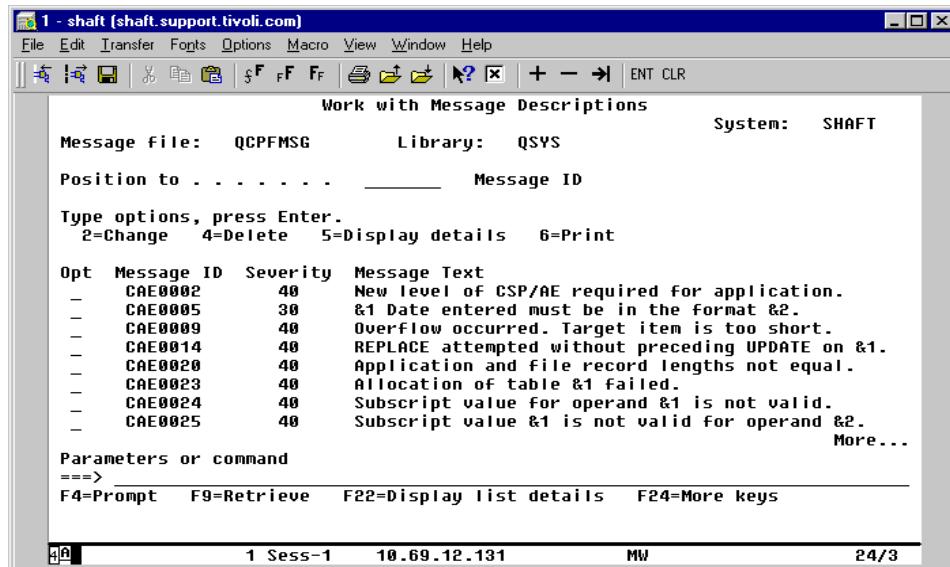 1 - shaft (shaft.support.tivoli.com)
File Edit Transfer Fonts Options Macro View Window Help
ENT CLR
Work with Message Descriptions
System: SHAFT
Message file: QCPFMSG Library: QSYS
Position to . . . . . . . _______ Message ID
Type options, press Enter.
2=Change 4=Delete 5=Display details 6=Print
Opt Message ID Severity Message Text
_ CAE0002 40 New level of CSP/AE required for application.
_ CAE0005 30 &1 Date entered must be in the format &2.
_ CAE0009 40 Overflow occurred. Target item is too short.
_ CAE0014 40 REPLACE attempted without preceding UPDATE on &1.
_ CAE0020 40 Application and file record lengths not equal.
_ CAE0023 40 Allocation of table &1 failed.
_ CAE0024 40 Subscript value for operand &1 is not valid.
_ CAE0025 40 Subscript value &1 is not valid for operand &2.
More...
Parameters or command
===>
F4=Prompt F9=Retrieve F22=Display list details F24=More keys
4A 1 Sess-1 10.69.12.131 MW 24/3